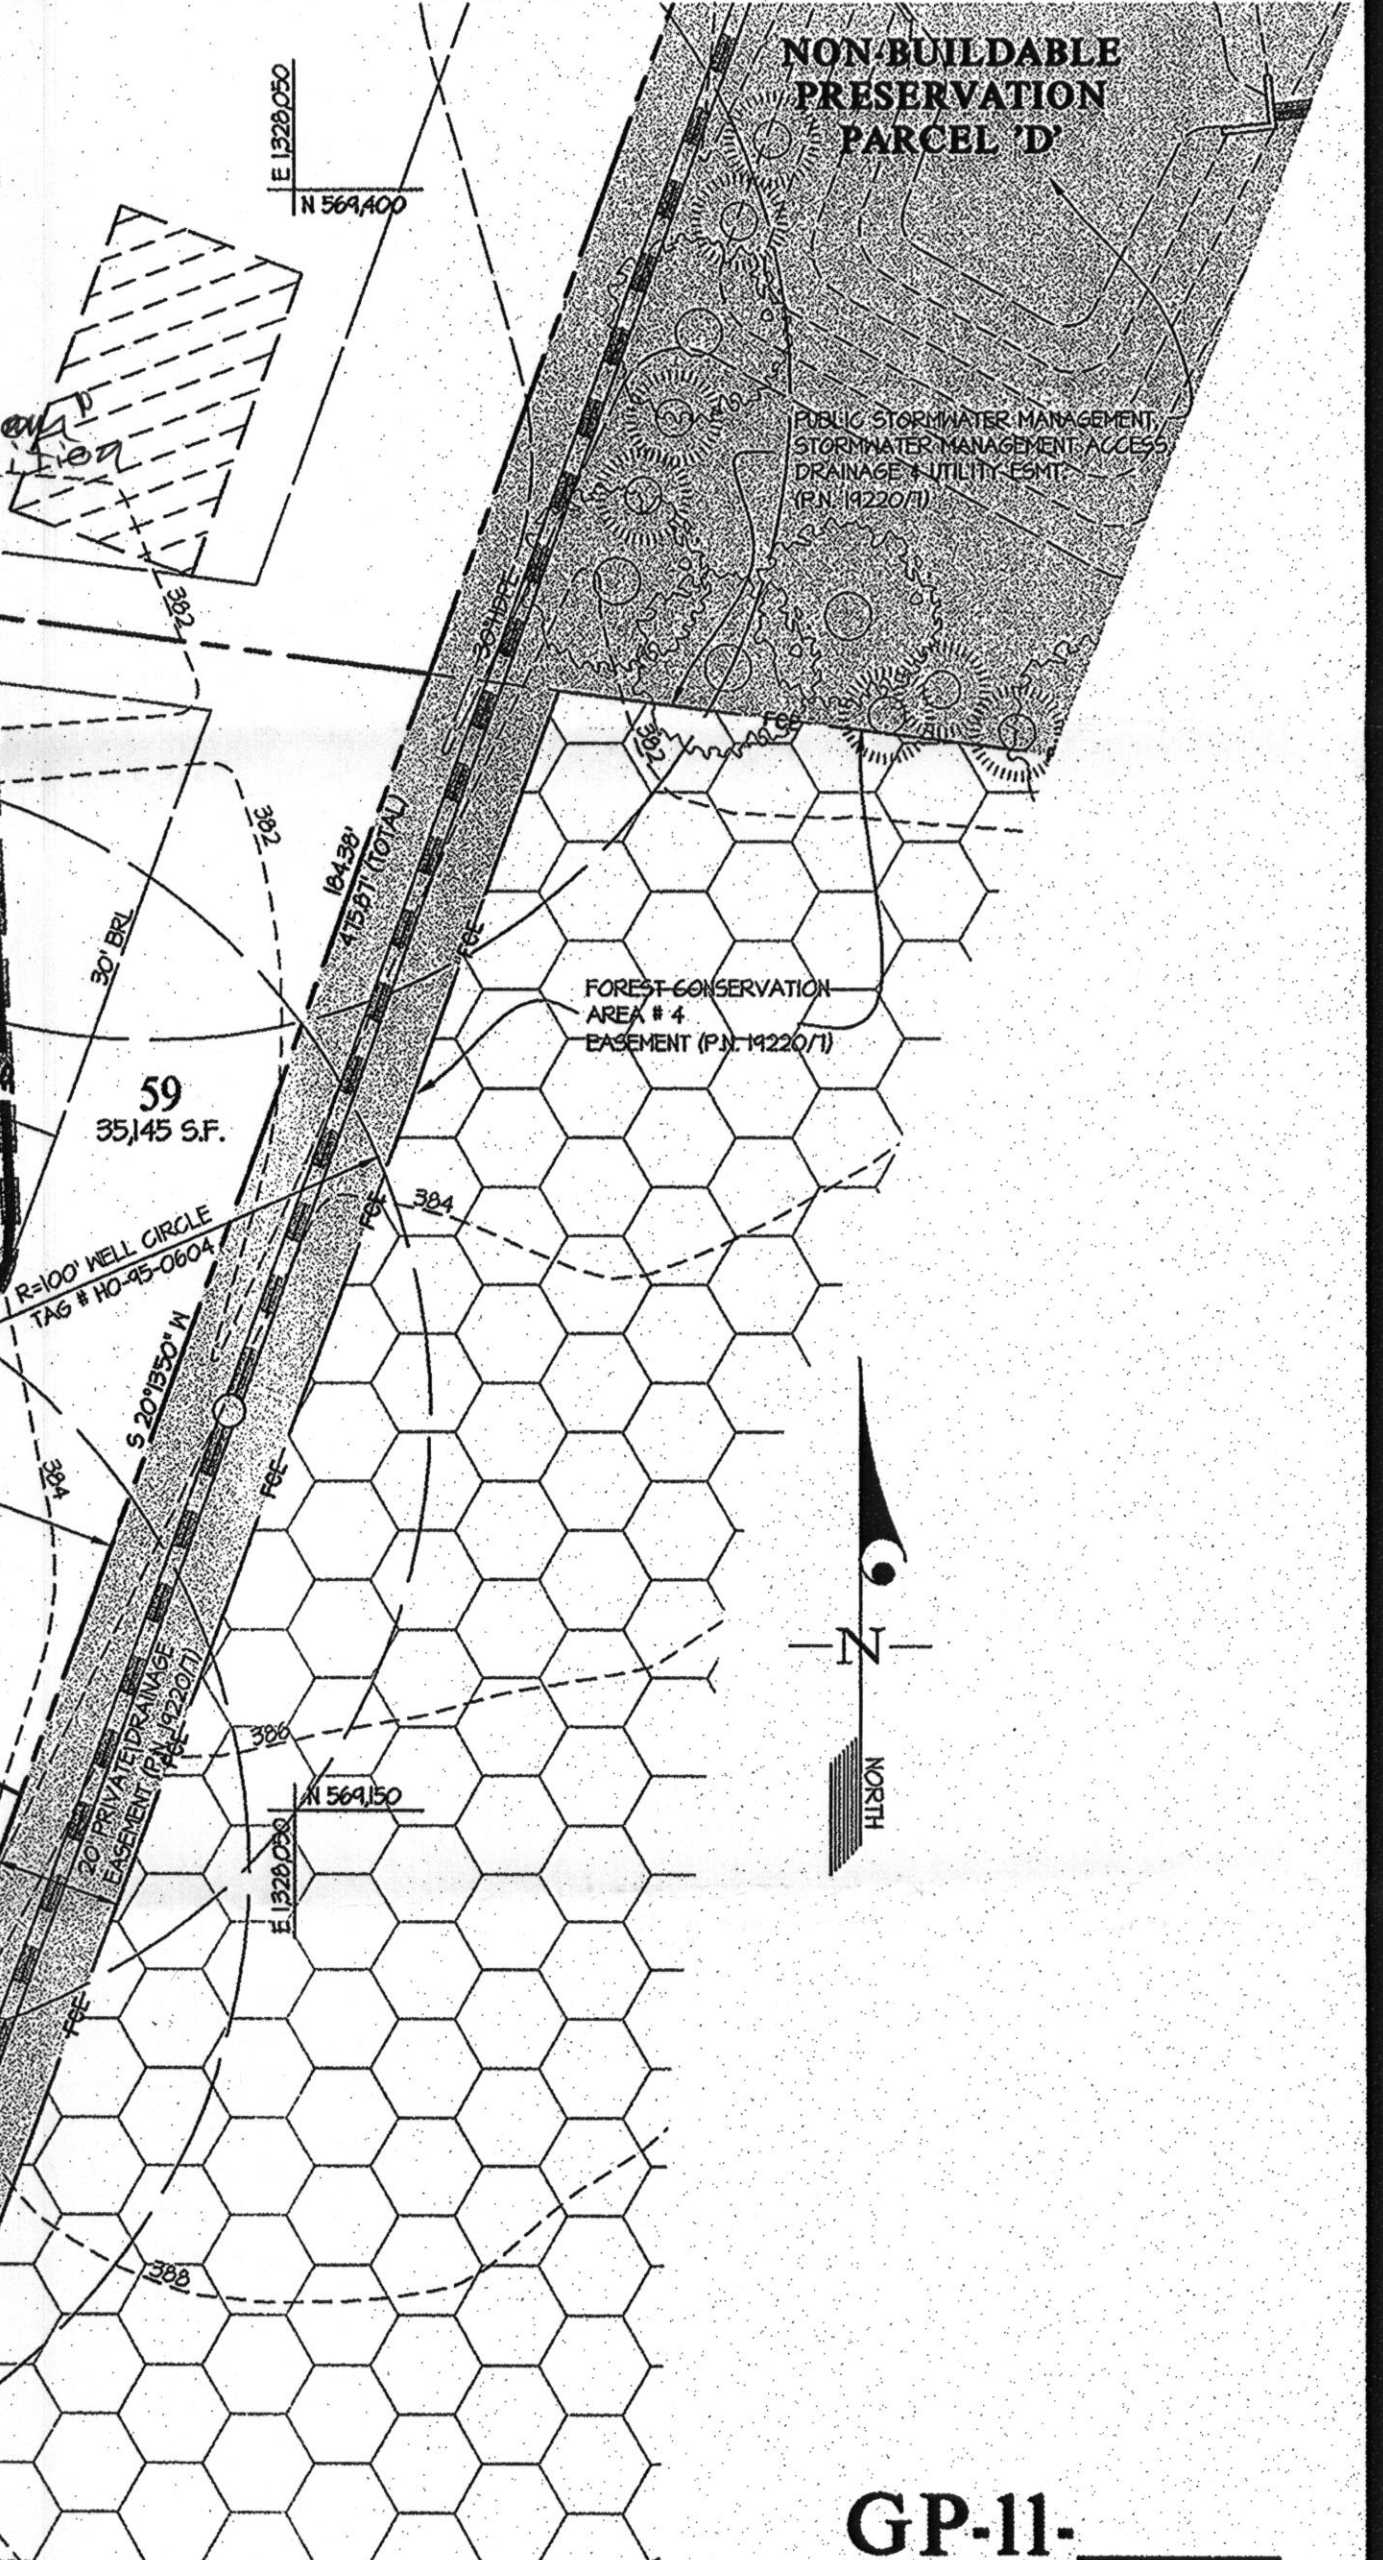 NON-BUILDABLE
PRESERVATION
PARCEL 'D'
E 1,328,050
N 569,400
PUBLIC STORMWATER MANAGEMENT,
STORMWATER MANAGEMENT ACCESS
DRAINAGE & UTILITY ESMT.
(P.N. 19220/1)
30" HDPE
382
382
382
FCE
184.38'
475.87' (TOTAL)
30' BRL
FCE
FOREST CONSERVATION
AREA # 4
EASEMENT (P.N. 19220/1)
59
35,145 S.F.
FCE
384
R=100' WELL CIRCLE
TAG # HO-95-0604
S 20°13'50" W
384
FCE
N
20' PRIVATE DRAINAGE
EASEMENT (P.N. 19220/1)
FCE
386
NORTH
N 569,150
E 1,328,050
FCE
388
GP-11-